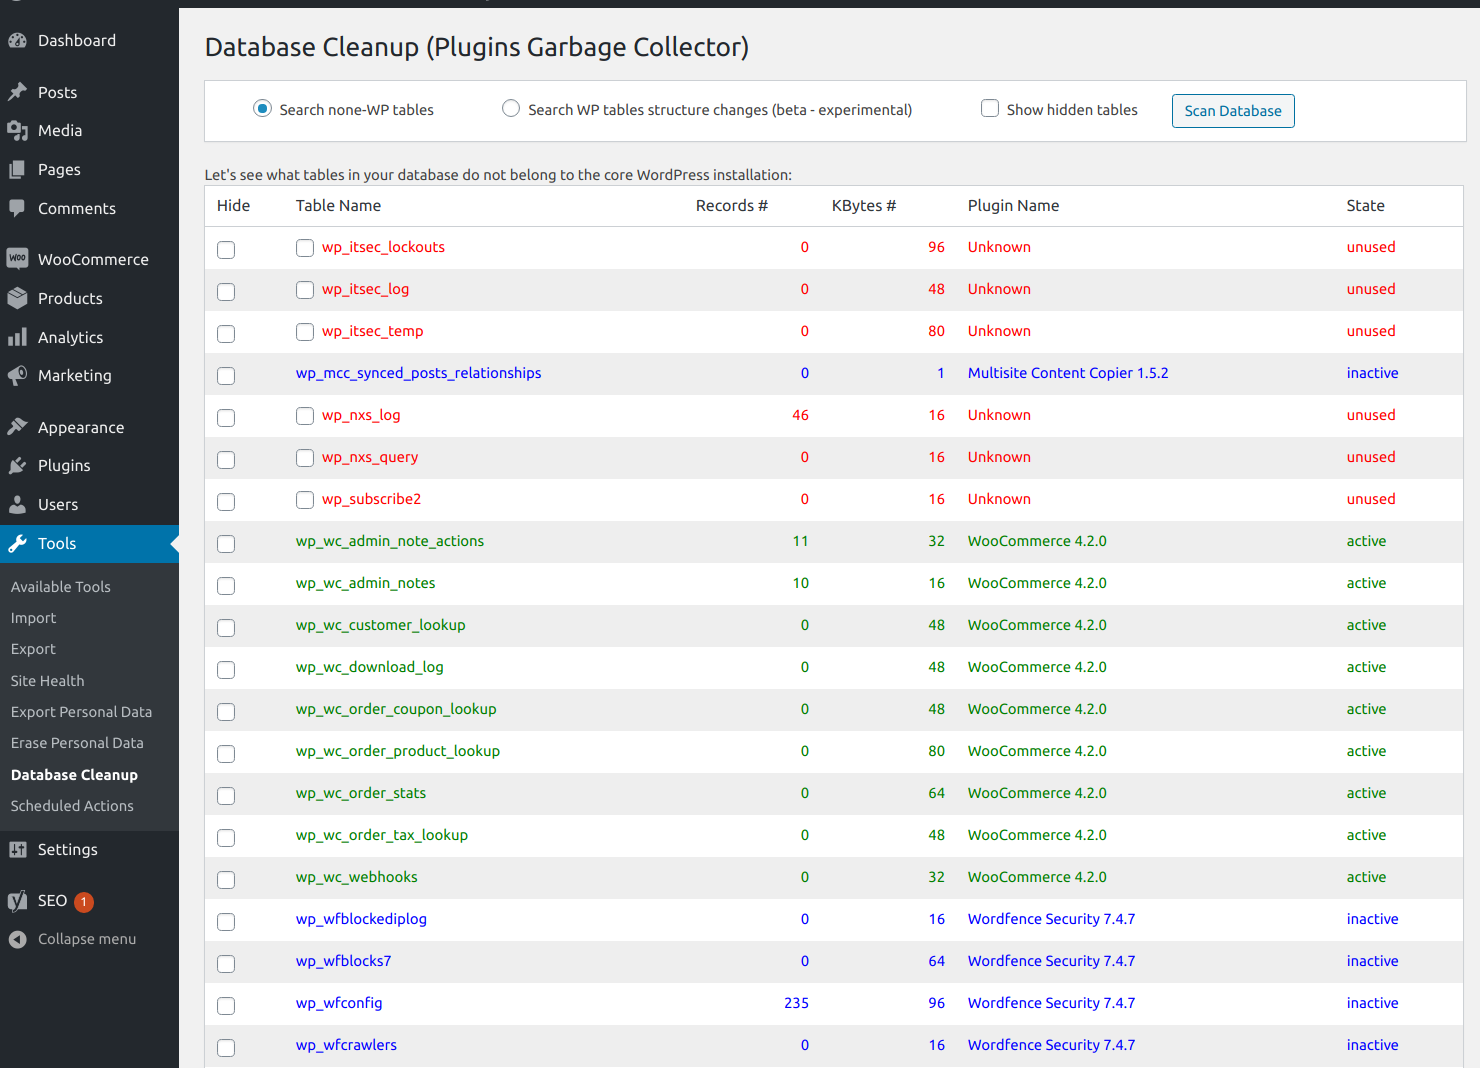 Dashboard
Posts
Media
Pages
Comments
WOO WooCommerce
Products
Analytics
Marketing
Appearance
Plugins
Users
Tools
Available Tools
Import
Export
Site Health
Export Personal Data
Erase Personal Data
Database Cleanup
Scheduled Actions
Settings
SEO 1
Collapse menu
Database Cleanup (Plugins Garbage Collector)
Search none-WP tables Search WP tables structure changes (beta - experimental) Show hidden tables Scan Database
Let's see what tables in your database do not belong to the core WordPress installation:
Hide Table Name Records # KBytes # Plugin Name State
wp_itsec_lockouts 0 96 Unknown unused
wp_itsec_log 0 48 Unknown unused
wp_itsec_temp 0 80 Unknown unused
wp_mcc_synced_posts_relationships 0 1 Multisite Content Copier 1.5.2 inactive
wp_nxs_log 46 16 Unknown unused
wp_nxs_query 0 16 Unknown unused
wp_subscribe2 0 16 Unknown unused
wp_wc_admin_note_actions 11 32 WooCommerce 4.2.0 active
wp_wc_admin_notes 10 16 WooCommerce 4.2.0 active
wp_wc_customer_lookup 0 48 WooCommerce 4.2.0 active
wp_wc_download_log 0 48 WooCommerce 4.2.0 active
wp_wc_order_coupon_lookup 0 48 WooCommerce 4.2.0 active
wp_wc_order_product_lookup 0 80 WooCommerce 4.2.0 active
wp_wc_order_stats 0 64 WooCommerce 4.2.0 active
wp_wc_order_tax_lookup 0 48 WooCommerce 4.2.0 active
wp_wc_webhooks 0 32 WooCommerce 4.2.0 active
wp_wfblockediplog 0 16 Wordfence Security 7.4.7 inactive
wp_wfblocks7 0 64 Wordfence Security 7.4.7 inactive
wp_wfconfig 235 96 Wordfence Security 7.4.7 inactive
wp_wfcrawlers 0 16 Wordfence Security 7.4.7 inactive